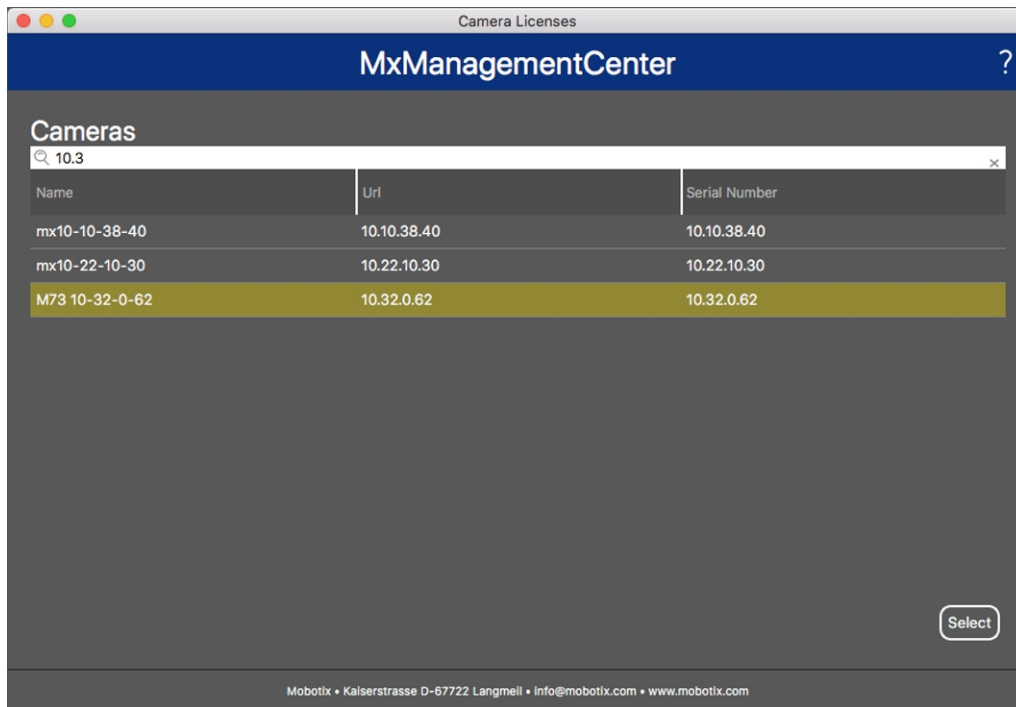 Camera Licenses
MxManagementCenter ?
Cameras
10.3 ×
Name Url Serial Number
mx10-10-38-40 10.10.38.40 10.10.38.40
mx10-22-10-30 10.22.10.30 10.22.10.30
M73 10-32-0-62 10.32.0.62 10.32.0.62
Select
Mobotix • Kaiserstrasse D-67722 Langmeil • info@mobotix.com • www.mobotix.com